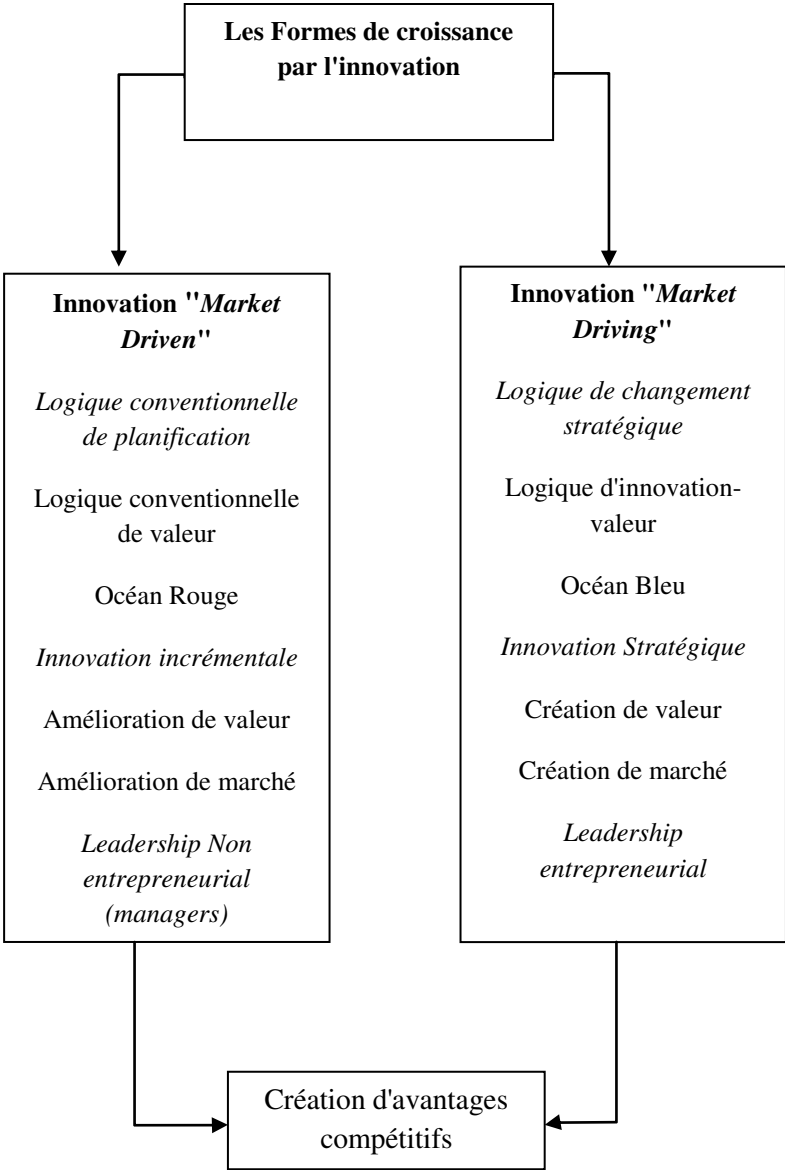 Les Formes de croissance
par l'innovation
Innovation "Market
Driven"
Logique conventionnelle
de planification
Logique conventionnelle
de valeur
Océan Rouge
Innovation incrémentale
Amélioration de valeur
Amélioration de marché
Leadership Non
entrepreneurial
(managers)
Innovation "Market
Driving"
Logique de changement
stratégique
Logique d'innovation-
valeur
Océan Bleu
Innovation Stratégique
Création de valeur
Création de marché
Leadership
entrepreneurial
Création d'avantages
compétitifs